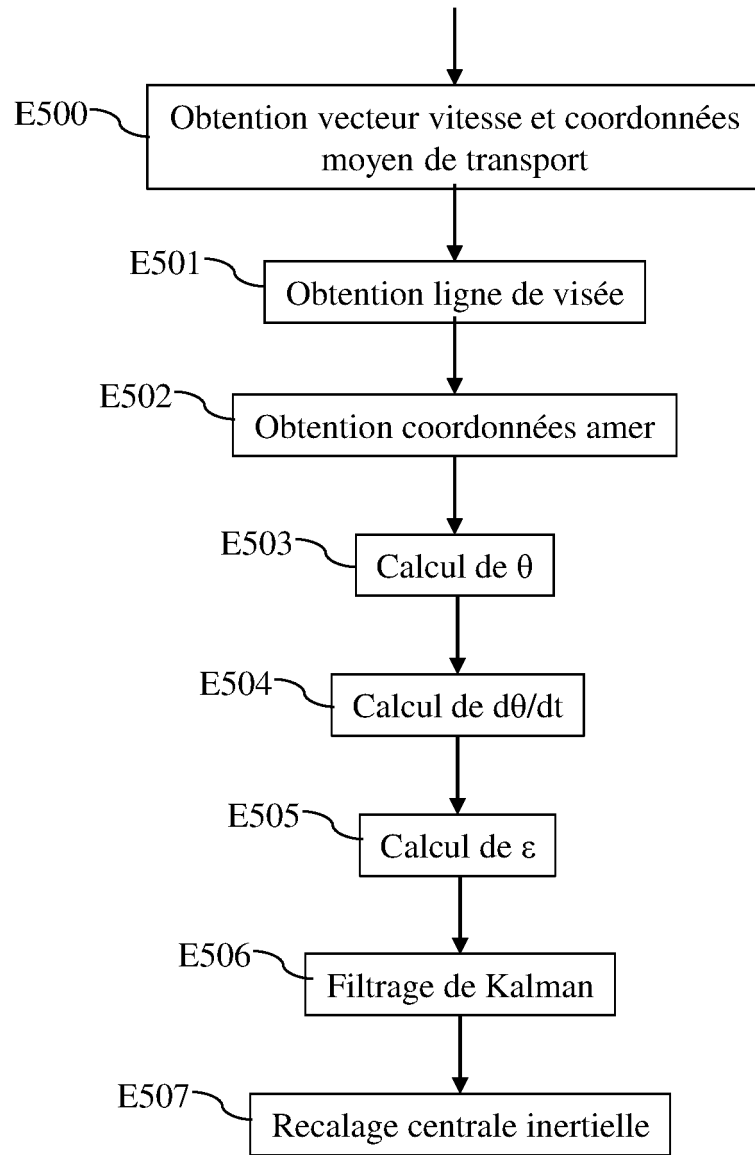 E500
Obtention vecteur vitesse et coordonnées
moyen de transport
E501
Obtention ligne de visée
E502
Obtention coordonnées amer
E503
Calcul de θ
E504
Calcul de dθ/dt
E505
Calcul de ε
E506
Filtrage de Kalman
E507
Recalage centrale inertielle